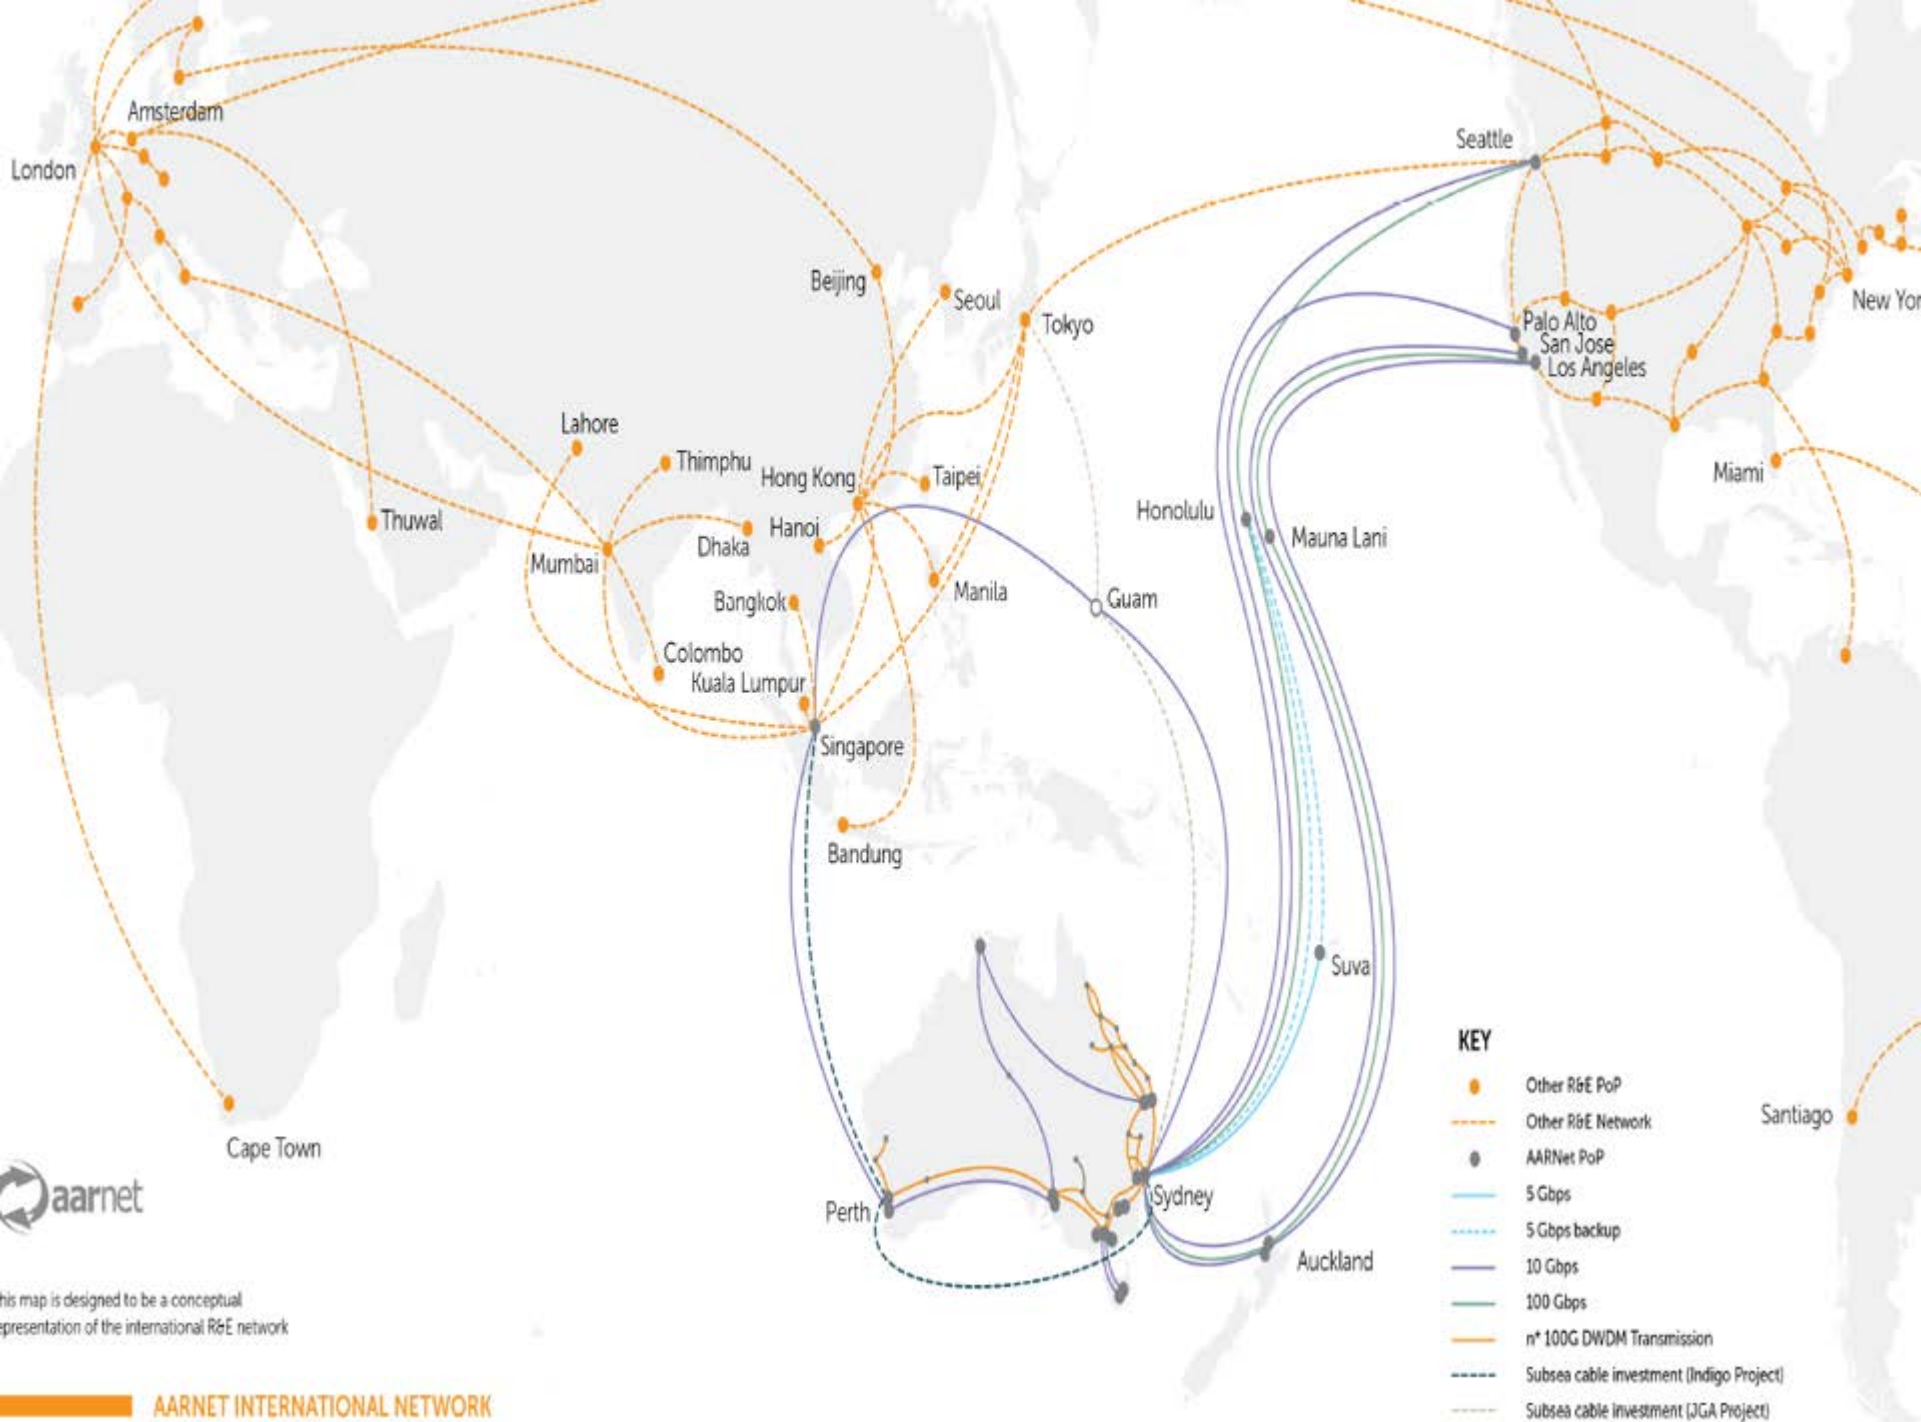 Amsterdam
London
Seattle
Beijing
Seoul
Tokyo
New Yor
Palo Alto
San Jose
Los Angeles
Lahore
Thimphu
Hong Kong
Taipei
Miami
Thuwal
Hanoi
Honolulu
Mauna Lani
Dhaka
Mumbai
Bangkok
Manila
Guam
Colombo
Kuala Lumpur
Singapore
Bandung
Suva
Cape Town
Perth
Sydney
Auckland
Santiago
KEY
Other R&E PoP
Other R&E Network
AARNet PoP
5 Gbps
5 Gbps backup
10 Gbps
100 Gbps
n* 100G DWDM Transmission
Subsea cable investment (Indigo Project)
Subsea cable investment (JGA Project)
aarnet
his map is designed to be a conceptual
epresentation of the international R&E network
AARNET INTERNATIONAL NETWORK